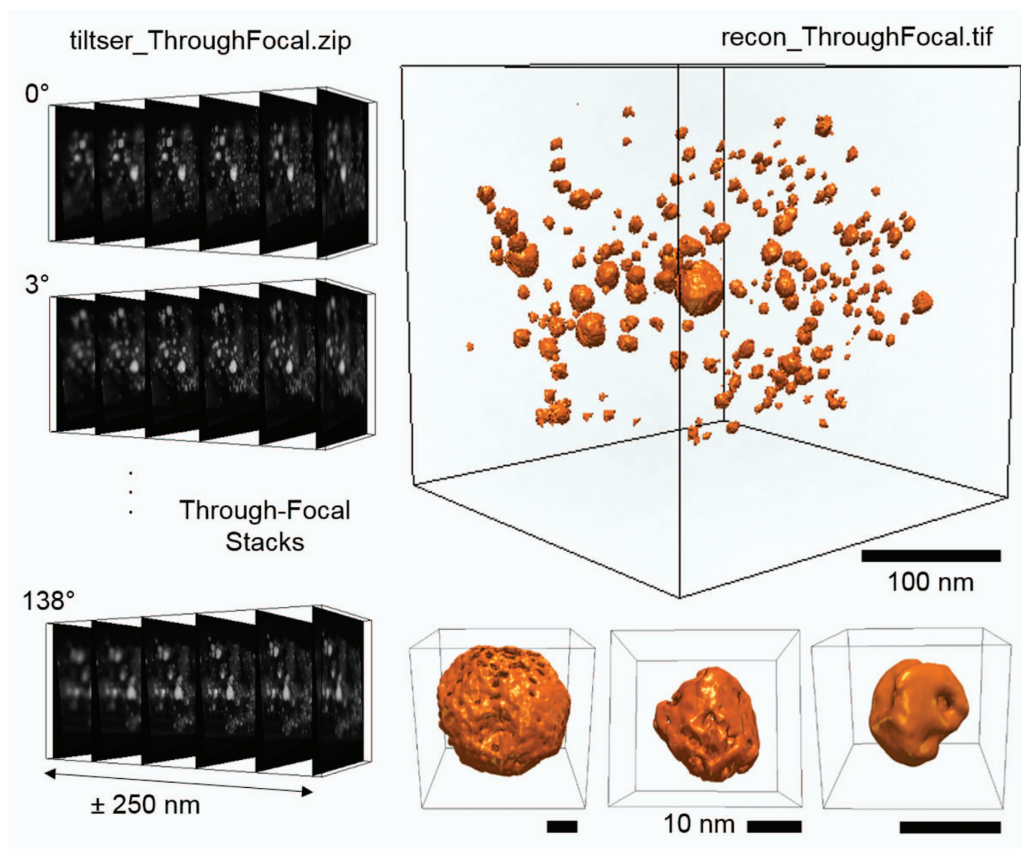 tiltser_ThroughFocal.zip
recon_ThroughFocal.tif
0°
3°
.
.
.
Through-Focal
Stacks
138°
± 250 nm
100 nm
10 nm